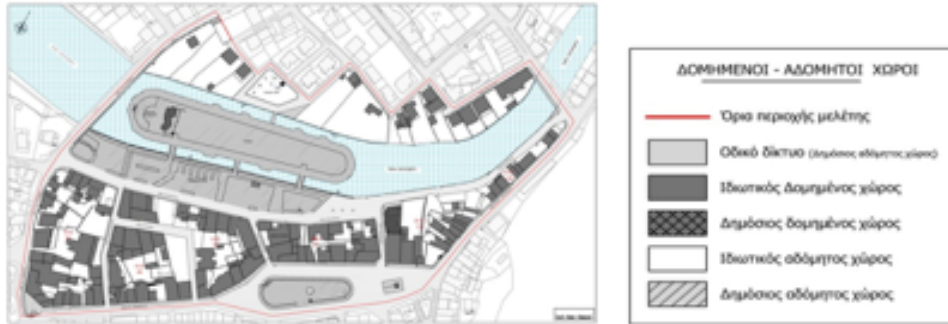 ΔΟΜΗΜΕΝΟΙ - ΑΔΟΜΗΤΟΙ ΧΩΡΟΙ
Όρια περιοχής μελέτης
Οδικό δίκτυο (Δημόσιος αδόμητος χώρος)
Ιδιωτικός Δομημένος χώρος
Δημόσιος δομημένος χώρος
Ιδιωτικός αδόμητος χώρος
Δημόσιος αδόμητος χώρος